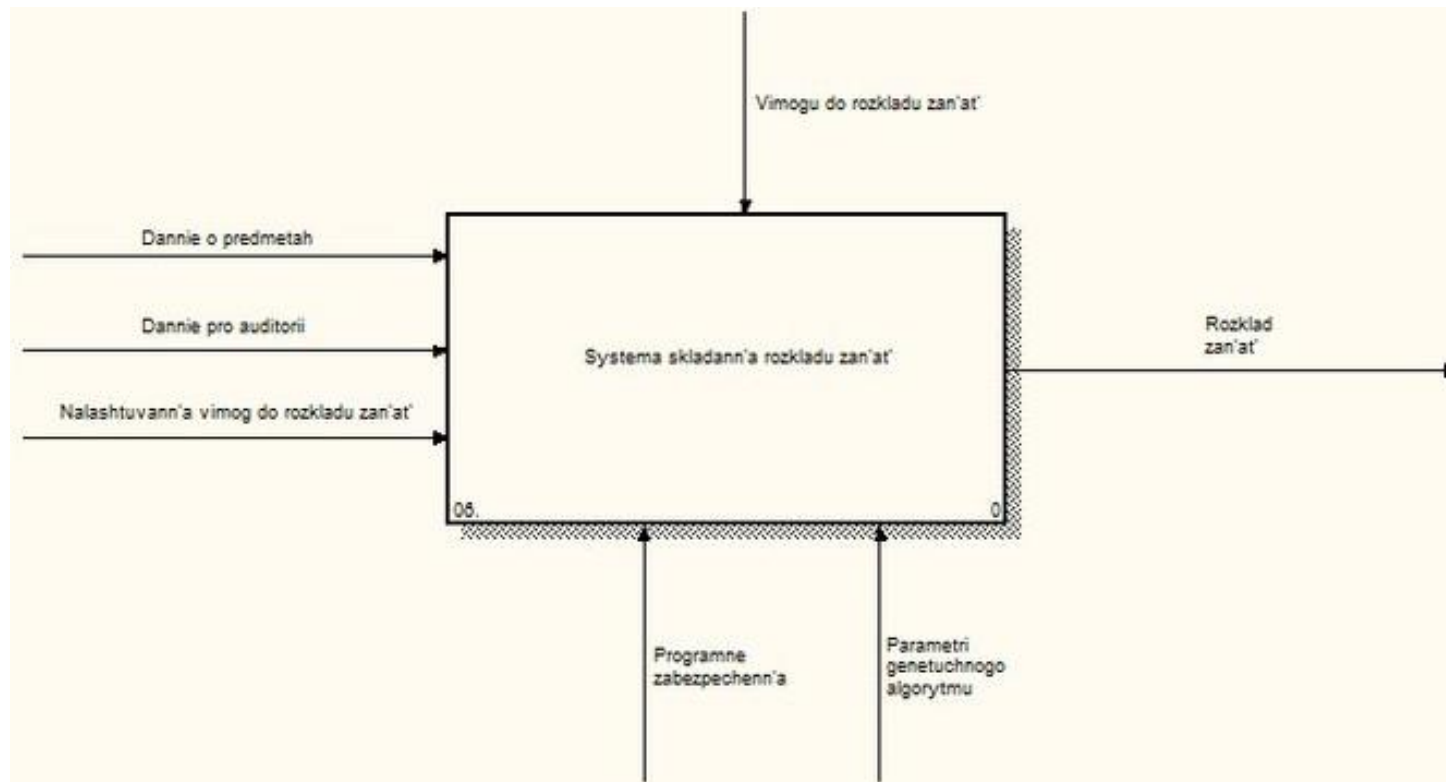 Vimogu do rozkladu zan'at'
Dannie o predmetah
Dannie pro auditorii
Nalashtuvann'a vimog do rozkladu zan'at'
Systema skladann'a rozkladu zan'at'
Rozklad
zan'at'
0б.
0
Programne
zabezpechenn'a
Parametri
genetuchnogo
algorytmu